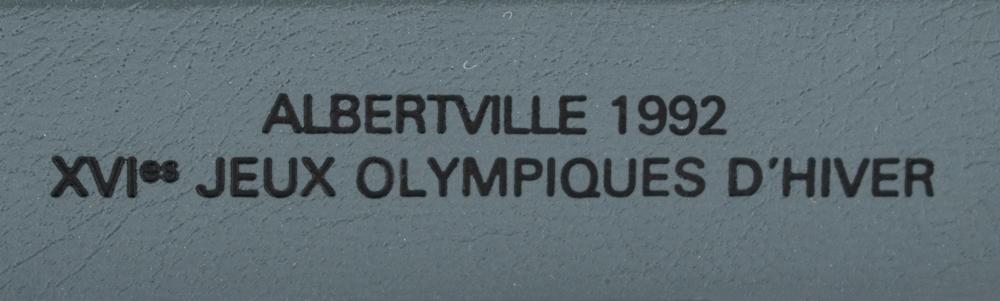 ALBERTVILLE 1992
XVIes JEUX OLYMPIQUES D'HIVER